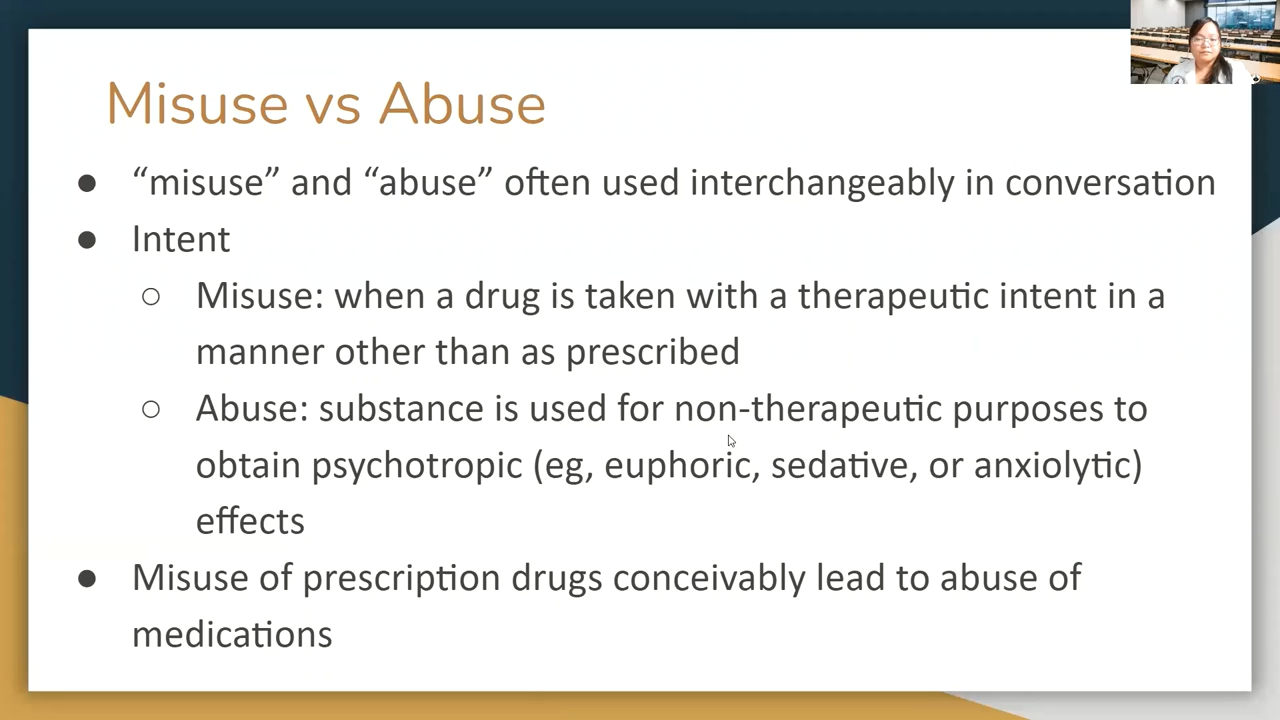 Misuse vs Abuse
● “misuse” and “abuse” often used interchangeably in conversation
● Intent
○ Misuse: when a drug is taken with a therapeutic intent in a
manner other than as prescribed
○ Abuse: substance is used for non-therapeutic purposes to
obtain psychotropic (eg, euphoric, sedative, or anxiolytic)
effects
● Misuse of prescription drugs conceivably lead to abuse of
medications